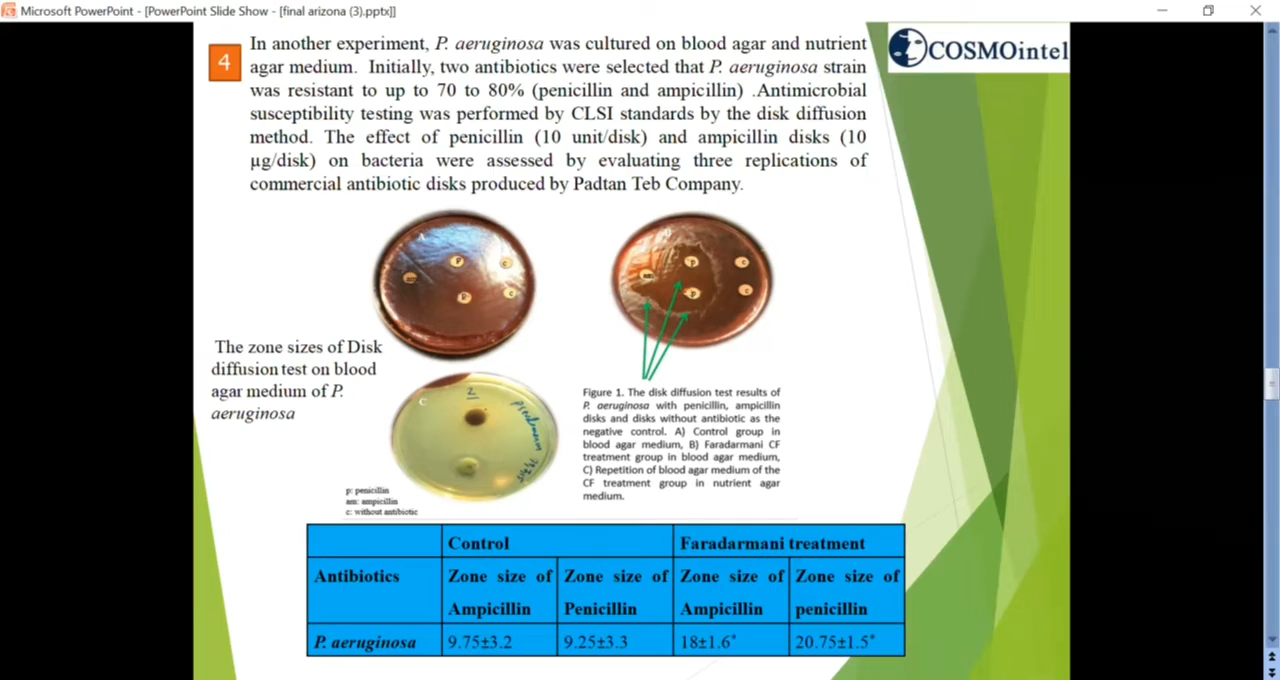 Microsoft PowerPoint - [PowerPoint Slide Show - [final arizona (3).pptx]]
COSMOintel
4
In another experiment, P. aeruginosa was cultured on blood agar and nutrient
agar medium. Initially, two antibiotics were selected that P. aeruginosa strain
was resistant to up to 70 to 80% (penicillin and ampicillin) .Antimicrobial
susceptibility testing was performed by CLSI standards by the disk diffusion
method. The effect of penicillin (10 unit/disk) and ampicillin disks (10
µg/disk) on bacteria were assessed by evaluating three replications of
commercial antibiotic disks produced by Padtan Teb Company.
A
P
c
am
P
c
B
P
c
am
P
c
The zone sizes of Disk
diffusion test on blood
agar medium of P.
aeruginosa
C
2
Figure 1. The disk diffusion test results of
P. aeruginosa with penicillin, ampicillin
disks and disks without antibiotic as the
negative control. A) Control group in
blood agar medium, B) Faradarmani CF
treatment group in blood agar medium,
C) Repetition of blood agar medium of the
CF treatment group in nutrient agar
medium.
p: penicillin
am: ampicillin
c: without antibiotic
Control Faradarmani treatment
Antibiotics Zone size of Zone size of Zone size of Zone size of
Ampicillin Penicillin Ampicillin penicillin
P. aeruginosa 9.75±3.2 9.25±3.3 18±1.6* 20.75±1.5*